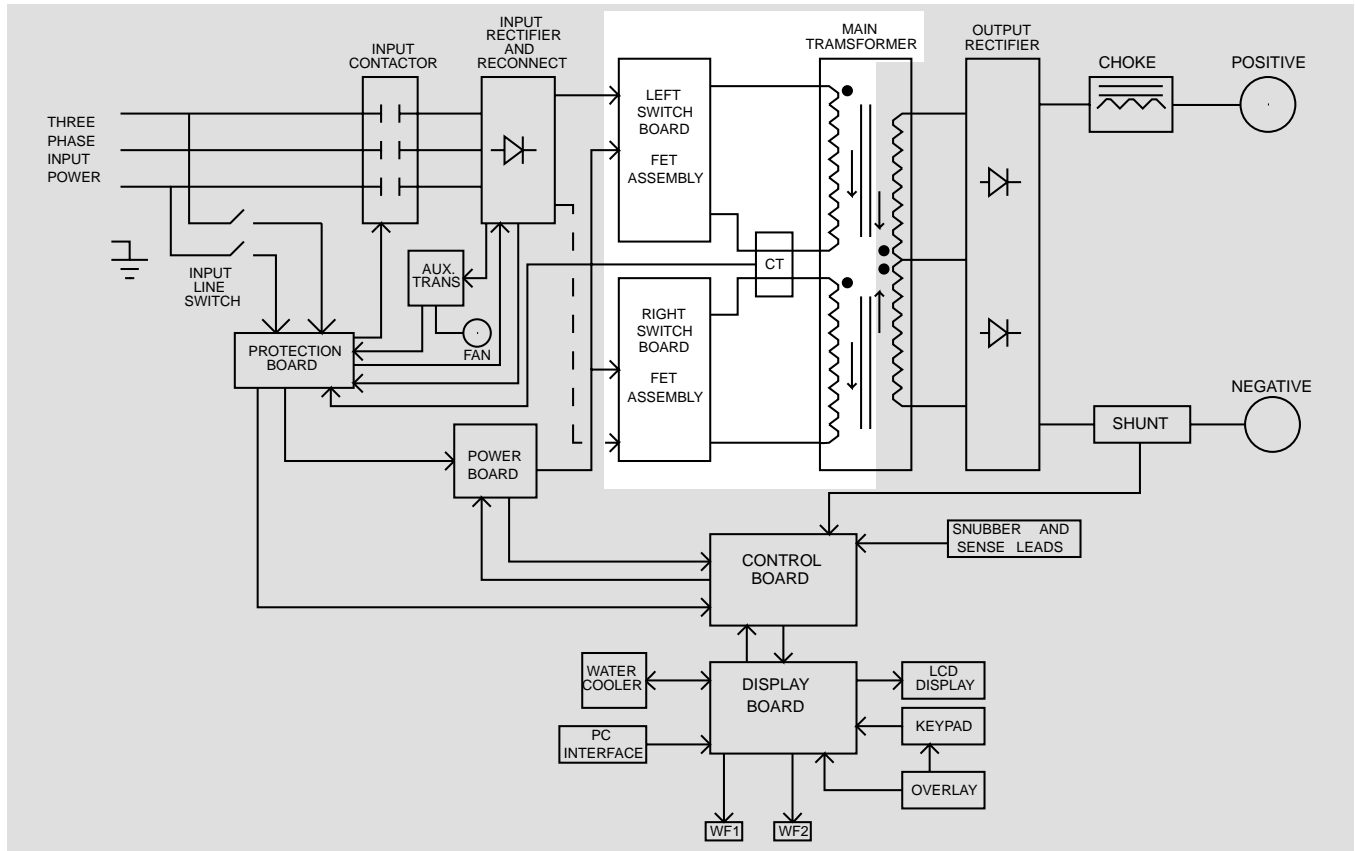 INPUT
CONTACTOR
INPUT
RECTIFIER
AND
RECONNECT
MAIN
TRAMSFORMER
OUTPUT
RECTIFIER
CHOKE
POSITIVE
THREE
PHASE
INPUT
POWER
LEFT
SWITCH
BOARD
FET
ASSEMBLY
INPUT
LINE
SWITCH
AUX.
TRANS
FAN
CT
PROTECTION
BOARD
RIGHT
SWITCH
BOARD
FET
ASSEMBLY
NEGATIVE
SHUNT
POWER
BOARD
CONTROL
BOARD
SNUBBER AND
SENSE LEADS
WATER
COOLER
DISPLAY
BOARD
LCD
DISPLAY
PC
INTERFACE
KEYPAD
OVERLAY
WF1
WF2